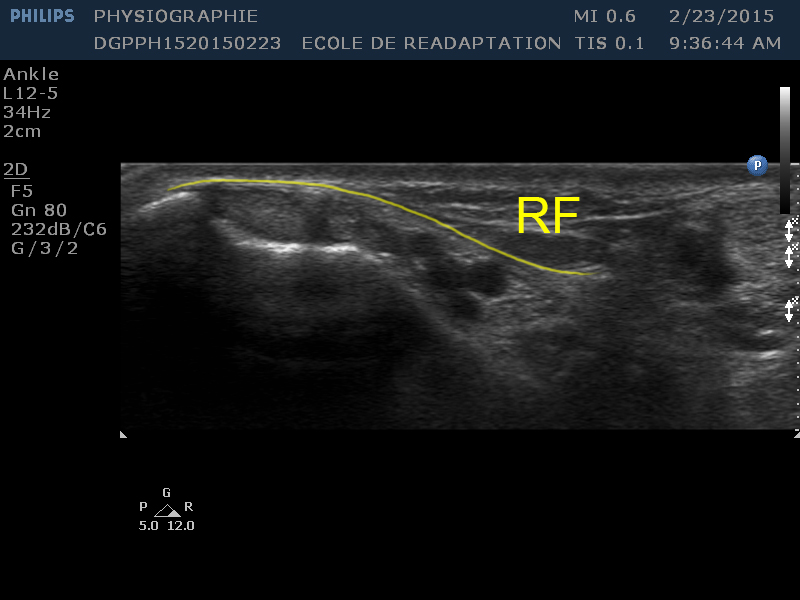 PHILIPS PHYSIOGRAPHIE MI 0.6 2/23/2015
DGPPH1520150223 ECOLE DE READAPTATION TIS 0.1 9:36:44 AM
Ankle
L12-5
34Hz
2cm
2D
F5
Gn 80
232dB/C6
G/3/2
P
RF
G
P R
5.0 12.0